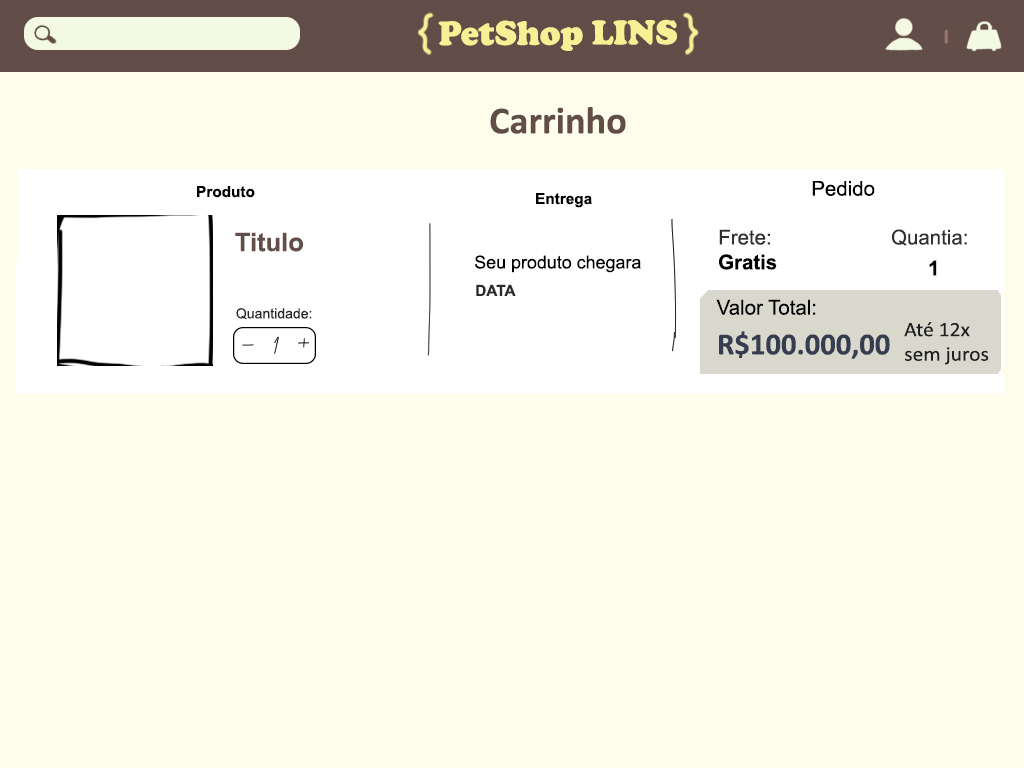 {PetShop LINS}
Carrinho
Produto
Titulo
Quantidade:
− 1 +
Entrega
Seu produto chegara
DATA
Pedido
Frete:
Gratis
Quantia:
1
Valor Total:
R$100.000,00
Até 12x
sem juros